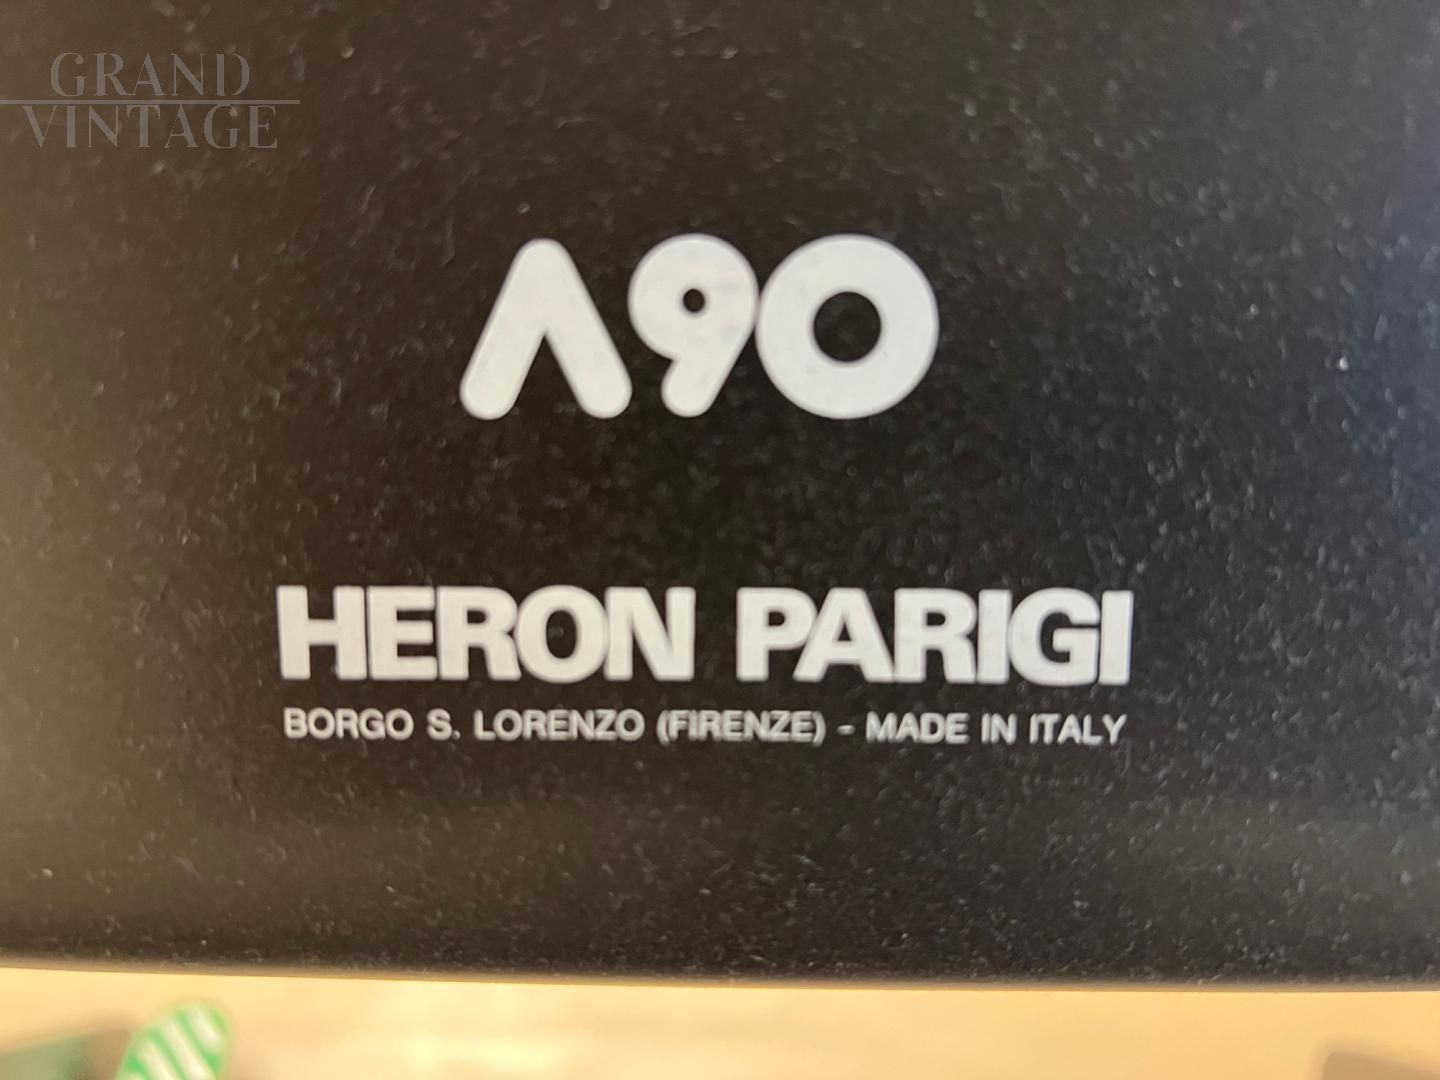 GRAND
VINTAGE
A90
HERON PARIGI
BORGO S. LORENZO (FIRENZE) - MADE IN ITALY